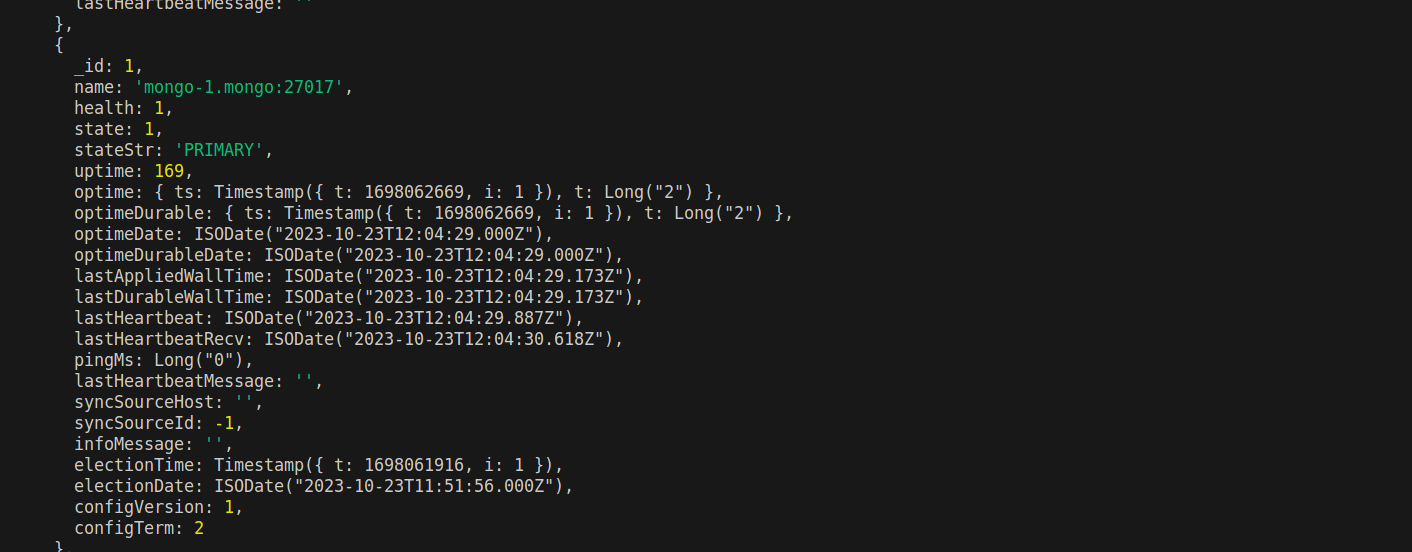 lastHeartbeatMessage: ''
},
{
_id: 1,
name: 'mongo-1.mongo:27017',
health: 1,
state: 1,
stateStr: 'PRIMARY',
uptime: 169,
optime: { ts: Timestamp({ t: 1698062669, i: 1 }), t: Long("2") },
optimeDurable: { ts: Timestamp({ t: 1698062669, i: 1 }), t: Long("2") },
optimeDate: ISODate("2023-10-23T12:04:29.000Z"),
optimeDurableDate: ISODate("2023-10-23T12:04:29.000Z"),
lastAppliedWallTime: ISODate("2023-10-23T12:04:29.173Z"),
lastDurableWallTime: ISODate("2023-10-23T12:04:29.173Z"),
lastHeartbeat: ISODate("2023-10-23T12:04:29.887Z"),
lastHeartbeatRecv: ISODate("2023-10-23T12:04:30.618Z"),
pingMs: Long("0"),
lastHeartbeatMessage: '',
syncSourceHost: '',
syncSourceId: -1,
infoMessage: '',
electionTime: Timestamp({ t: 1698061916, i: 1 }),
electionDate: ISODate("2023-10-23T11:51:56.000Z"),
configVersion: 1,
configTerm: 2
},